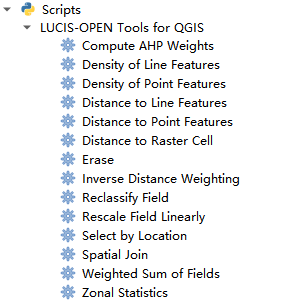 Scripts
LUCIS-OPEN Tools for QGIS
Compute AHP Weights
Density of Line Features
Density of Point Features
Distance to Line Features
Distance to Point Features
Distance to Raster Cell
Erase
Inverse Distance Weighting
Reclassify Field
Rescale Field Linearly
Select by Location
Spatial Join
Weighted Sum of Fields
Zonal Statistics